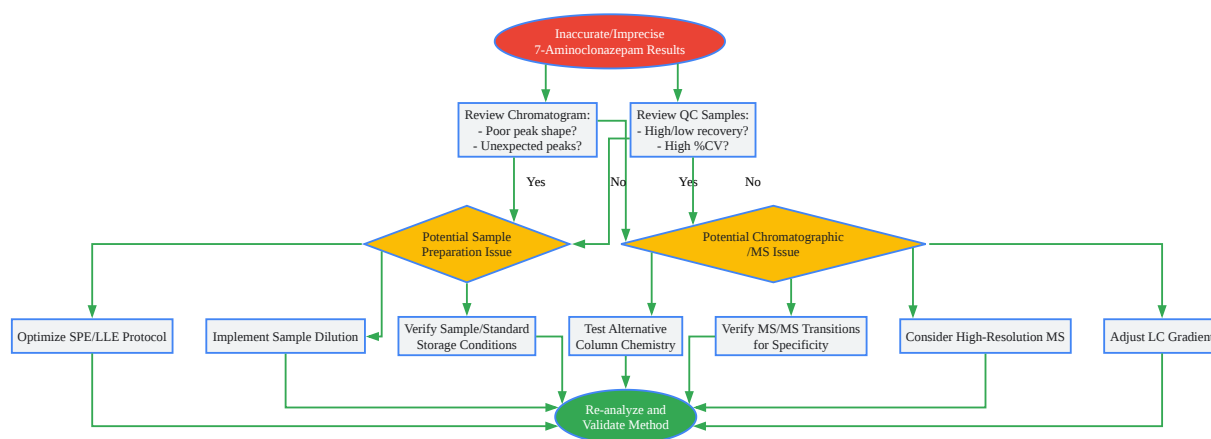 Inaccurate/Imprecise
7-Aminoclonazepam Results
Review Chromatogram:
- Poor peak shape?
- Unexpected peaks?
Review QC Samples:
- High/low recovery?
- High %CV?
Yes
No
Yes
No
Potential Sample
Preparation Issue
Potential Chromatographic
/MS Issue
Optimize SPE/LLE Protocol
Implement Sample Dilution
Verify Sample/Standard
Storage Conditions
Test Alternative
Column Chemistry
Verify MS/MS Transitions
for Specificity
Consider High-Resolution MS
Adjust LC Gradient
Re-analyze and
Validate Method